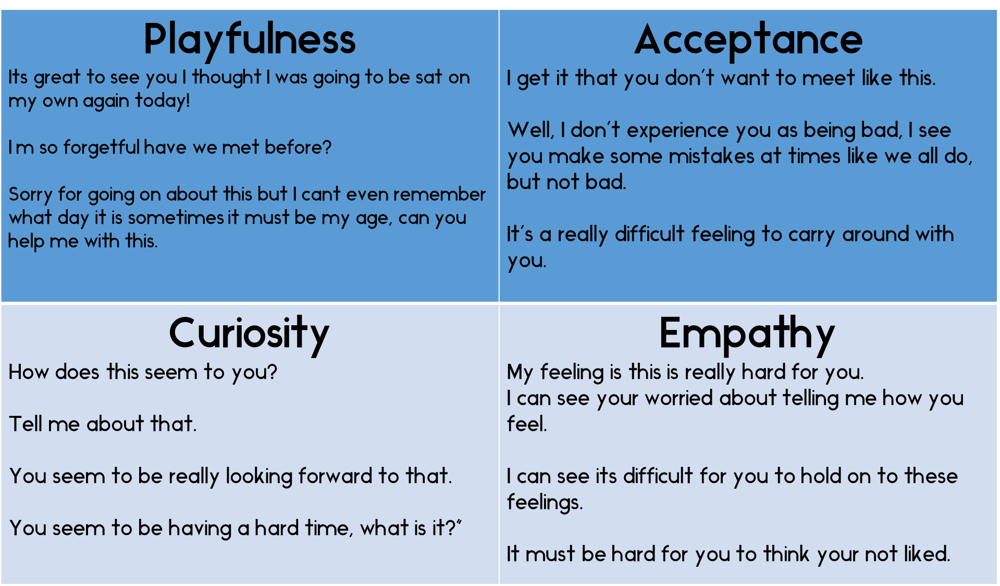 Playfulness
Its great to see you I thought I was going to be sat on
my own again today!
Im so forgetful have we met before?
Sorry for going on about this but I cant even remember
what day it is sometimes it must be my age, can you
help me with this.
Acceptance
I get it that you don’t want to meet like this.
Well, I don’t experience you as being bad, I see
you make some mistakes at times like we all do,
but not bad.
It’s a really difficult feeling to carry around with
you.
Curiosity
How does this seem to you?
Tell me about that.
You seem to be really looking forward to that.
You seem to be having a hard time, what is it?”
Empathy
My feeling is this is really hard for you.
I can see your worried about telling me how you
feel.
I can see its difficult for you to hold on to these
feelings.
It must be hard for you to think your not liked.